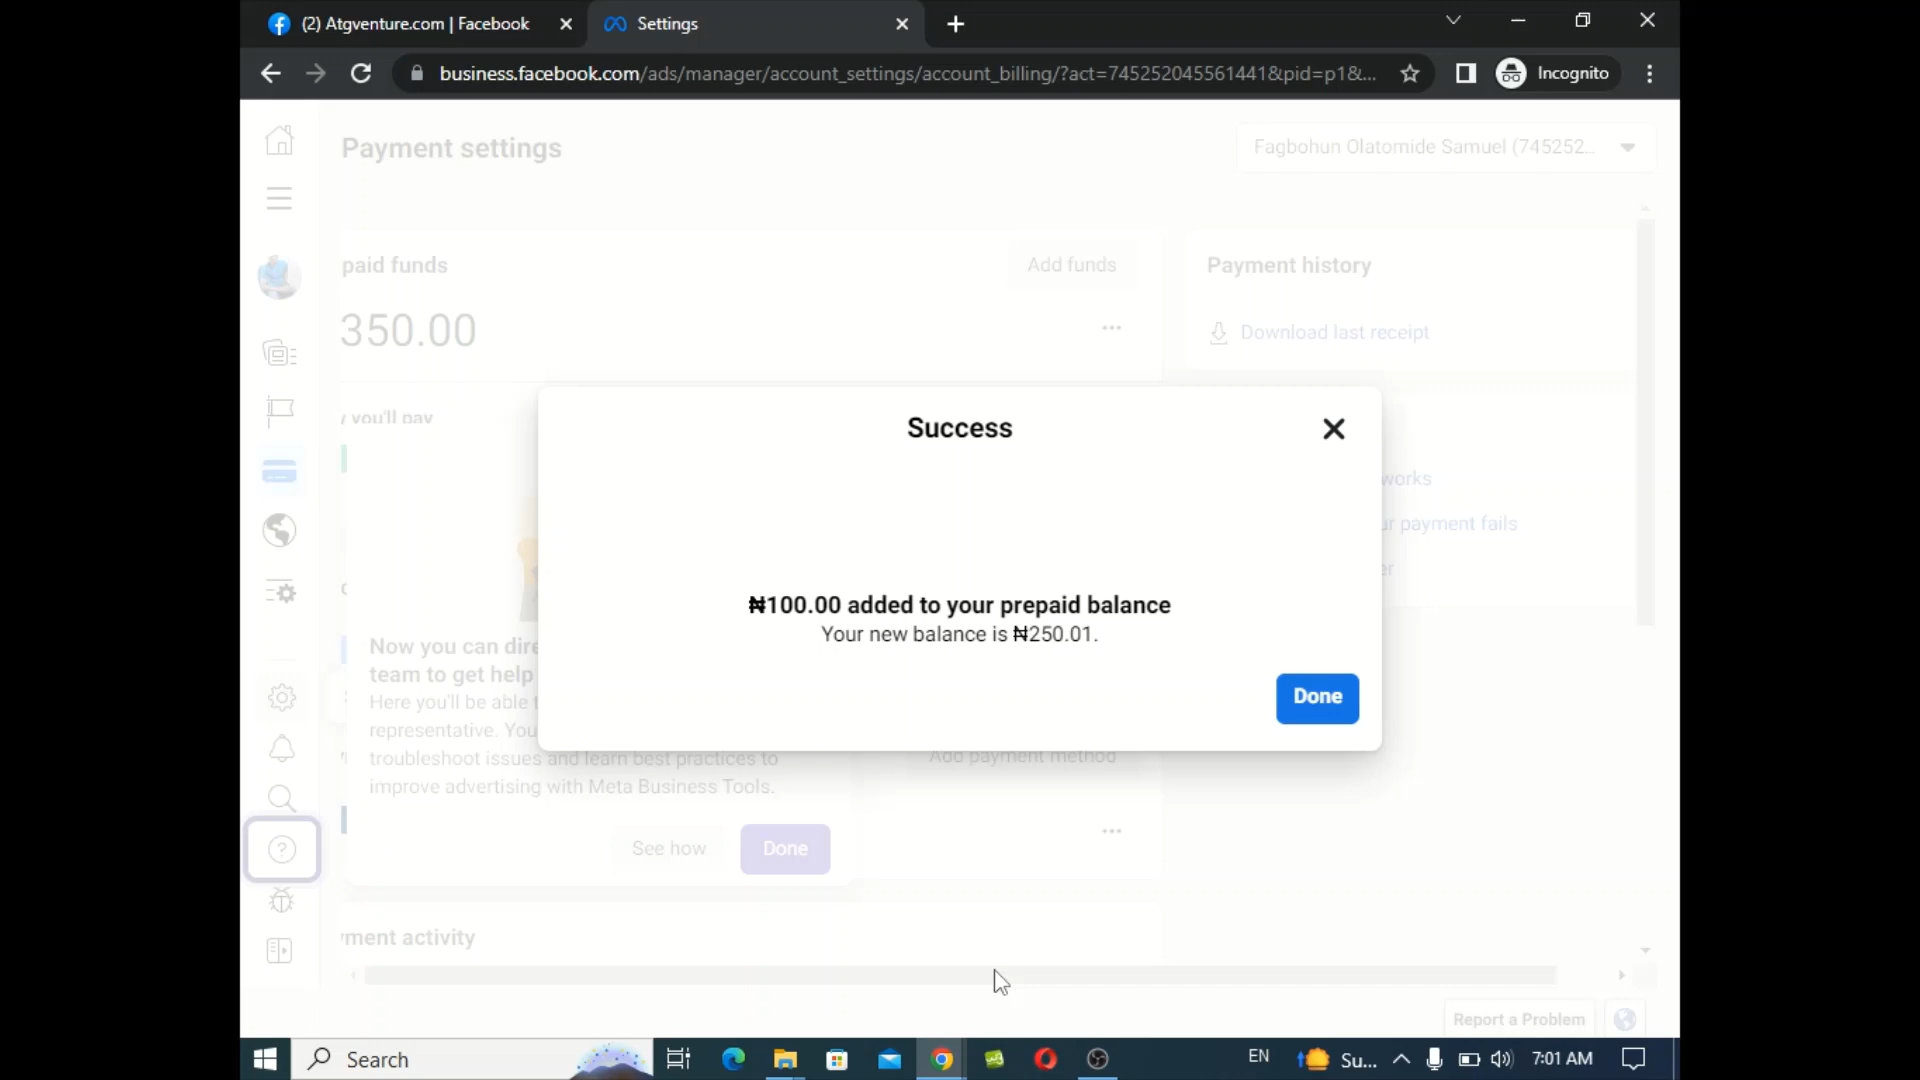 (2) Atgventure.com | Facebook
Settings
business.facebook.com/ads/manager/account_settings/account_billing/?act=745252045561441&pid=p1&...
Incognito
Payment settings
Fagbohun Olatomide Samuel (745252...
paid funds
Add funds
350.00
Payment history
Download last receipt
you'll pay
Success
works
payment fails
₦100.00 added to your prepaid balance
Your new balance is ₦250.01.
Done
Now you can dire
team to get help
Here you'll be able t
representative. You
troubleshoot issues and learn best practices to
improve advertising with Meta Business Tools.
Add payment method
See how
Done
yment activity
Report a Problem
Search
EN
Su...
7:01 AM